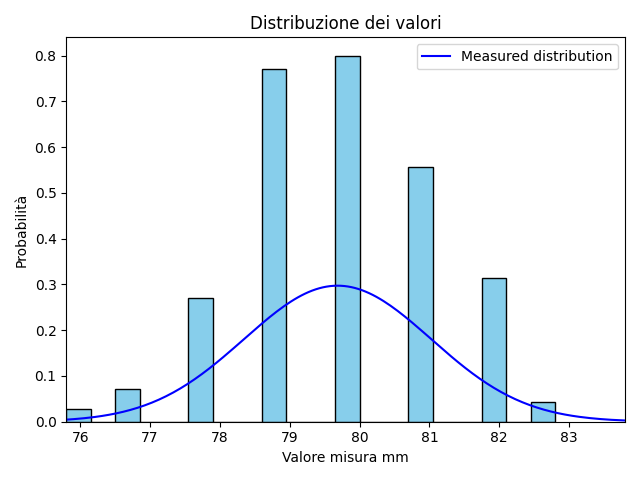 Distribuzione dei valori
Measured distribution
Probabilità
0.8
0.7
0.6
0.5
0.4
0.3
0.2
0.1
0.0
76 77 78 79 80 81 82 83
Valore misura mm